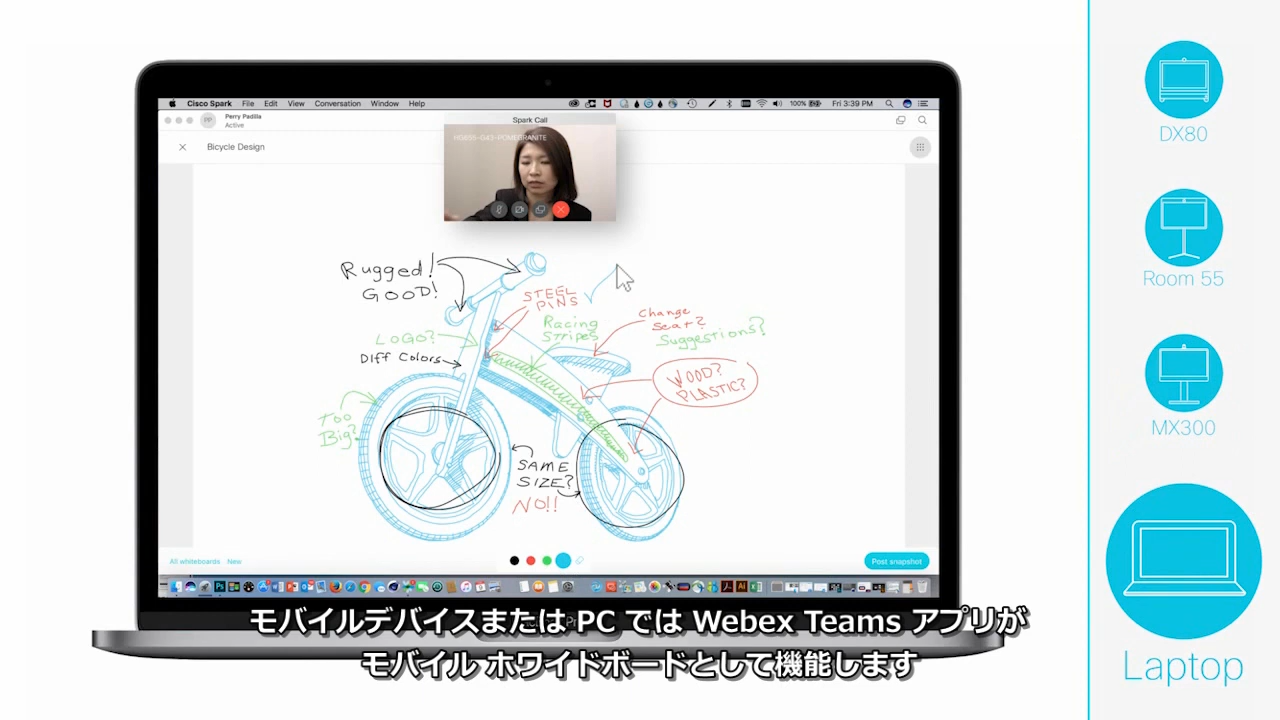 Cisco Spark File Edit View Conversation Window Help 100% Fri 3:39 PM
PP Perry Padilla
Active
Spark Call
Bicycle Design
Rugged!
GOOD!
STEEL
PINS
Racing
Stripes
Change
Seat?
Suggestions?
LOGO?
Diff Colors
WOOD?
PLASTIC?
Too
Big?
SAME
SIZE?
NO!!
All whiteboards New
Post snapshot
モバイルデバイスまたは PC では Webex Teams アプリが
モバイル ホワイドボードとして機能します
DX80
Room 55
MX300
Laptop